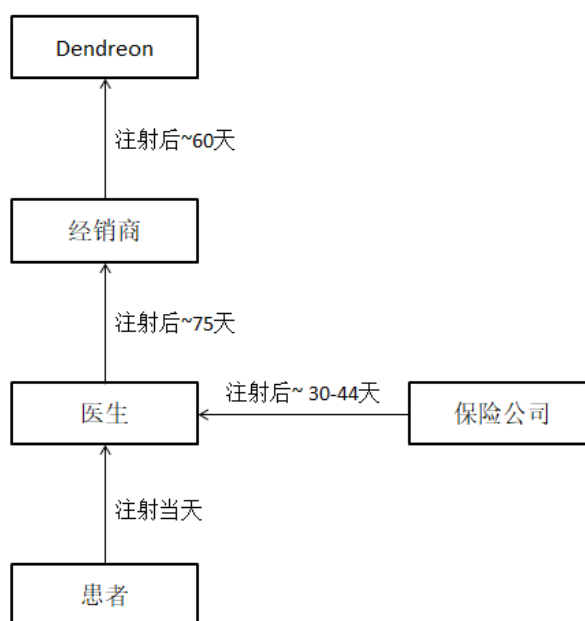 Dendreon
注射后~60天
经销商
注射后~75天
医生
注射后~ 30-44天
保险公司
注射当天
患者